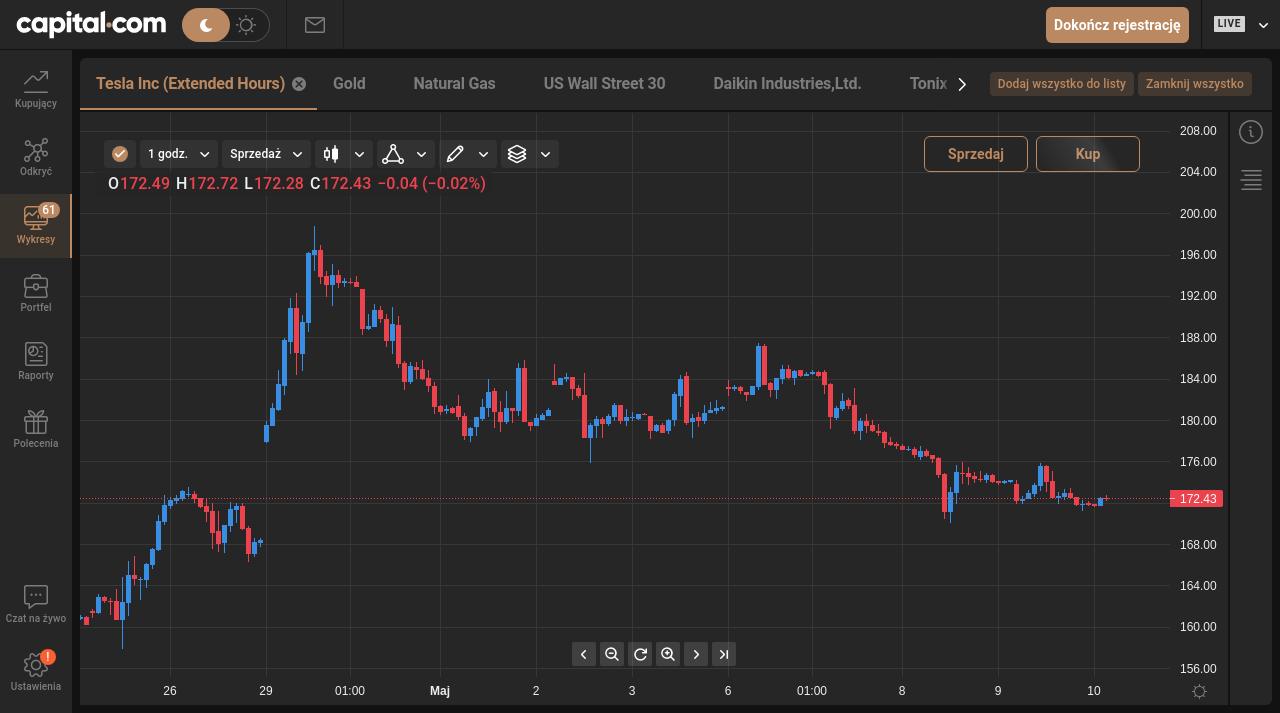 capital.com
Dokończ rejestrację
LIVE
Kupujący
Odkryć
61
Wykresy
Portfel
Raporty
Polecenia
Czat na żywo
!
Ustawienia
Tesla Inc (Extended Hours) Gold Natural Gas US Wall Street 30 Daikin Industries,Ltd. Tonix
Dodaj wszystko do listy Zamknij wszystko
1 godz. Sprzedaż
Sprzedaj Kup
O172.49 H172.72 L172.28 C172.43 −0.04 (−0.02%)
208.00
204.00
200.00
196.00
192.00
188.00
184.00
180.00
176.00
172.43
168.00
164.00
160.00
156.00
26 29 01:00 Maj 2 3 6 01:00 8 9 10